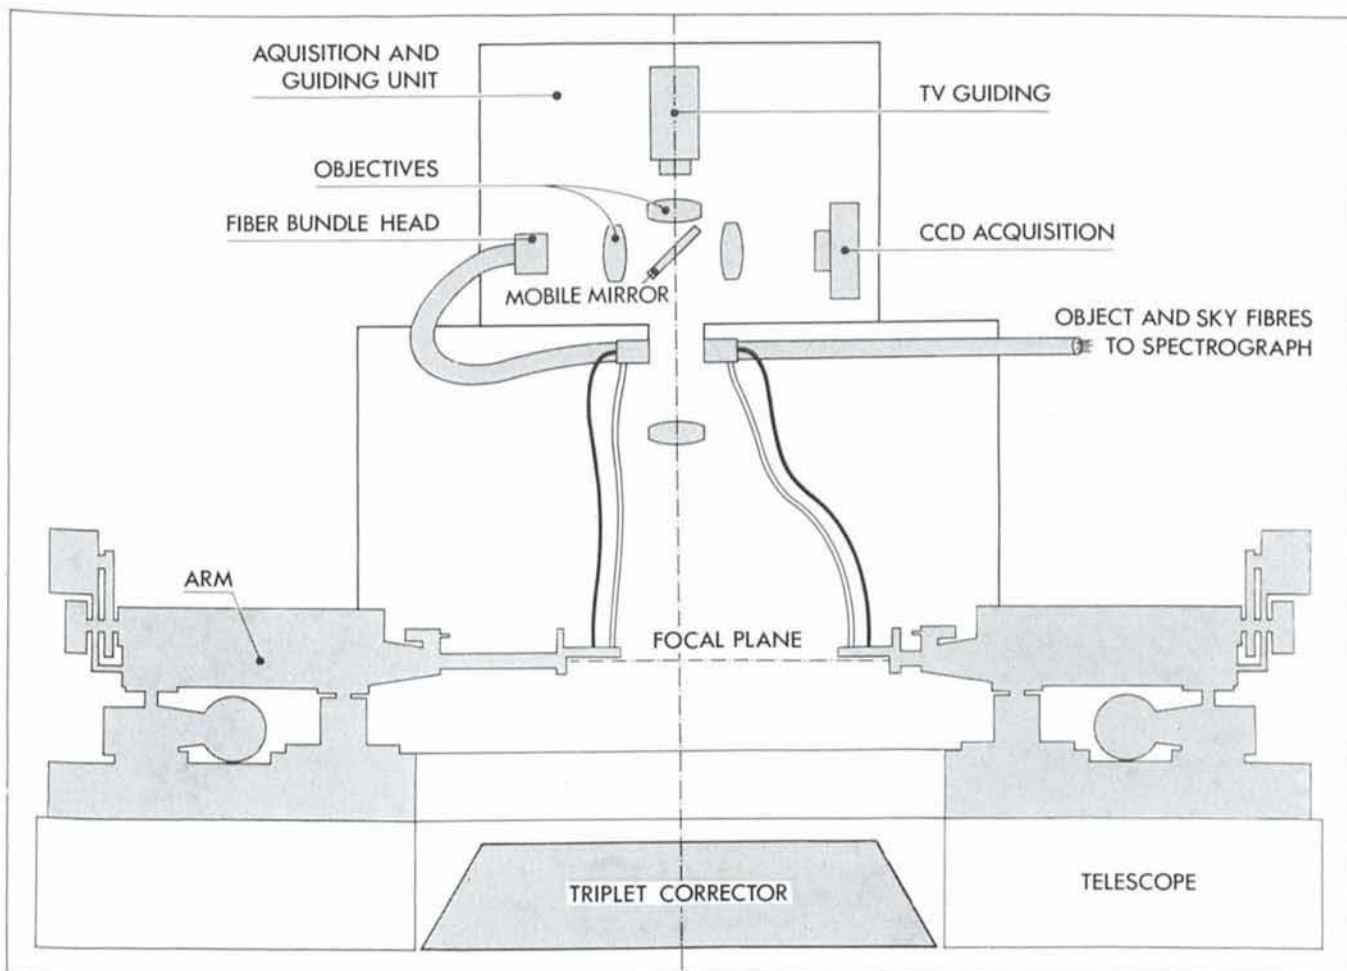 AQUISITION AND
GUIDING UNIT
TV GUIDING
OBJECTIVES
FIBER BUNDLE HEAD
CCD ACQUISITION
MOBILE MIRROR
OBJECT AND SKY FIBRES
TO SPECTROGRAPH
ARM
FOCAL PLANE
TRIPLET CORRECTOR
TELESCOPE